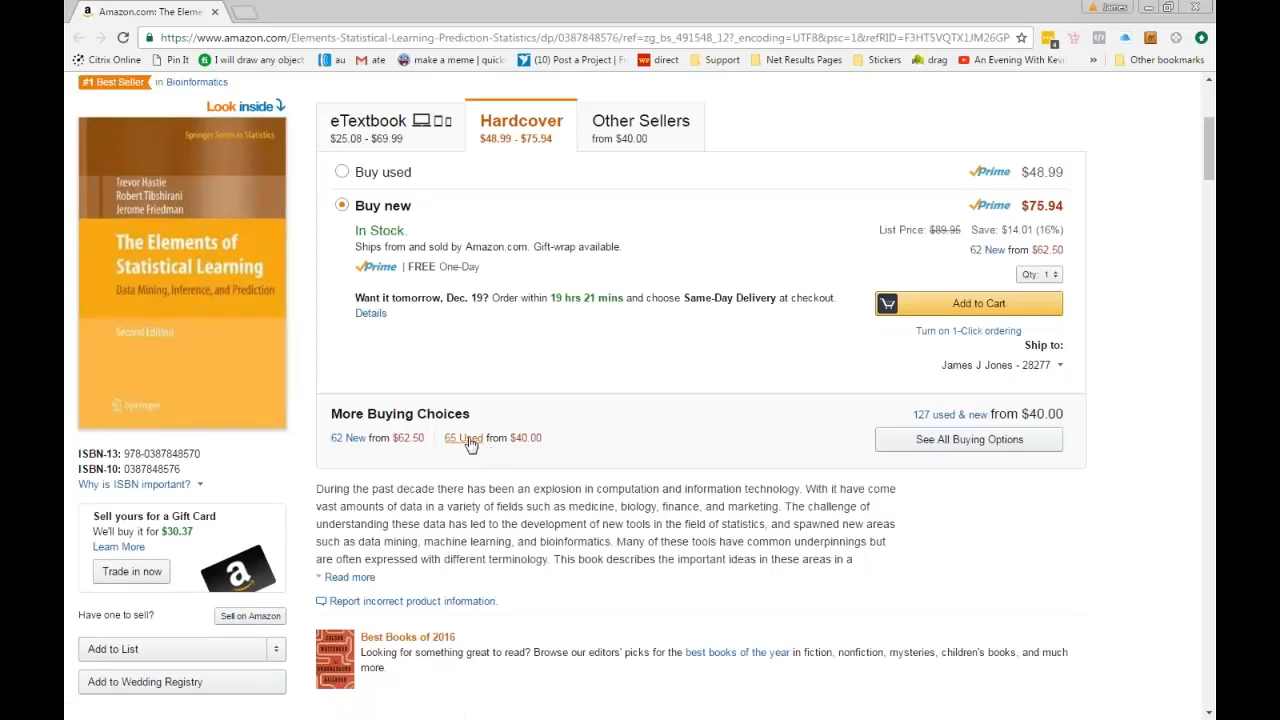 Amazon.com: The Eleme
James
https://www.amazon.com/Elements-Statistical-Learning-Prediction-Statistics/dp/0387848576/ref=zg_bs_491548_12?_encoding=UTF8&psc=1&refRID=F3HT5VQTX1JM26GP
Citrix Online Pin It I will draw any object au ate make a meme | quick (10) Post a Project | Fr direct Support Net Respect Pages Stickers drag An Evening With Kevi » Other bookmarks
#1 Best Seller in Bioinformatics
Look inside
Springer Series in Statistics
Trevor Hastie
Robert Tibshirani
Jerome Friedman
The Elements of
Statistical Learning
Data Mining, Inference, and Prediction
Second Edition
Springer
ISBN-13: 978-0387848570
ISBN-10: 0387848576
Why is ISBN important?
Sell yours for a Gift Card
We'll buy it for $30.37
Learn More
Trade in now
Have one to sell? Sell on Amazon
Add to List
Add to Wedding Registry
eTextbook
$25.08 - $69.99
Hardcover
$48.99 - $75.94
Other Sellers
from $40.00
Buy used Prime $48.99
Buy new Prime $75.94
In Stock.
Ships from and sold by Amazon.com. Gift-wrap available.
Prime | FREE One-Day
Want it tomorrow, Dec. 19? Order within 19 hrs 21 mins and choose Same-Day Delivery at checkout.
Details
List Price: $89.95 Save: $14.01 (16%)
62 New from $62.50
Qty: 1
Add to Cart
Turn on 1-Click ordering
Ship to:
James J Jones - 28277
More Buying Choices
62 New from $62.50 65 Used from $40.00
127 used & new from $40.00
See All Buying Options
During the past decade there has been an explosion in computation and information technology. With it have come
vast amounts of data in a variety of fields such as medicine, biology, finance, and marketing. The challenge of
understanding these data has led to the development of new tools in the field of statistics, and spawned new areas
such as data mining, machine learning, and bioinformatics. Many of these tools have common underpinnings but
are often expressed with different terminology. This book describes the important ideas in these areas in a
Read more
Report incorrect product information.
Best Books of 2016
Looking for something great to read? Browse our editors' picks for the best books of the year in fiction, nonfiction, mysteries, children's books, and much
more.